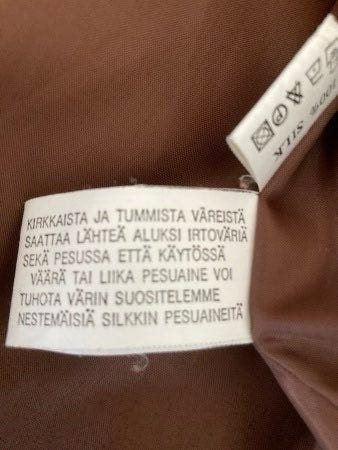 100% SILK
KIRKKAISTA JA TUMMISTA VÄREISTÄ
SAATTAA LÄHTEÄ ALUKSI IRTOVÄRIÄ
SEKÄ PESUSSA ETTÄ KÄYTÖSSÄ
VÄÄRÄ TAI LIIKA PESUAINE VOI
TUHOTA VÄRIN SUOSITELEMME
NESTEMÄISIÄ SILKKIN PESUAINEITÄ